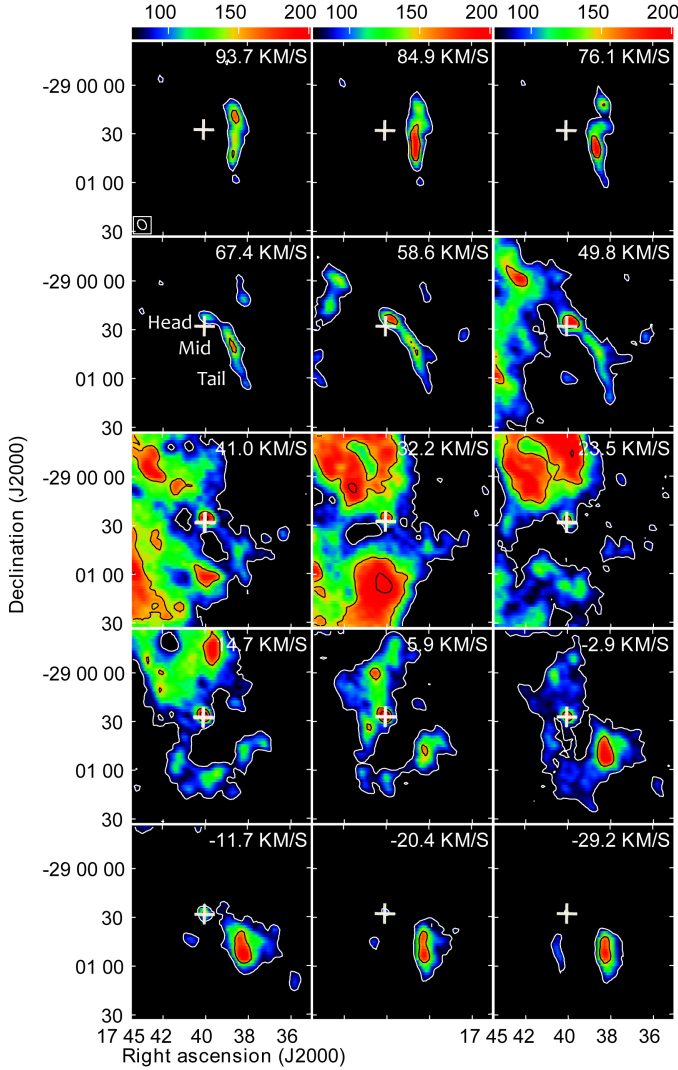 100 150 200 100 150 200 100 150 200
93.7 KM/S 84.9 KM/S 76.1 KM/S
-29 00 00
30
01 00
30
67.4 KM/S 58.6 KM/S 49.8 KM/S
-29 00 00
Head
30
Mid
Tail
01 00
30
41.0 KM/S 32.2 KM/S 23.5 KM/S
-29 00 00
30
01 00
30
4.7 KM/S 5.9 KM/S -2.9 KM/S
-29 00 00
30
01 00
30
-11.7 KM/S -20.4 KM/S -29.2 KM/S
-29 00 00
30
01 00
30
17 45 42 40 38 36 17 45 42 40 38 36
Right ascension (J2000)
Declination (J2000)